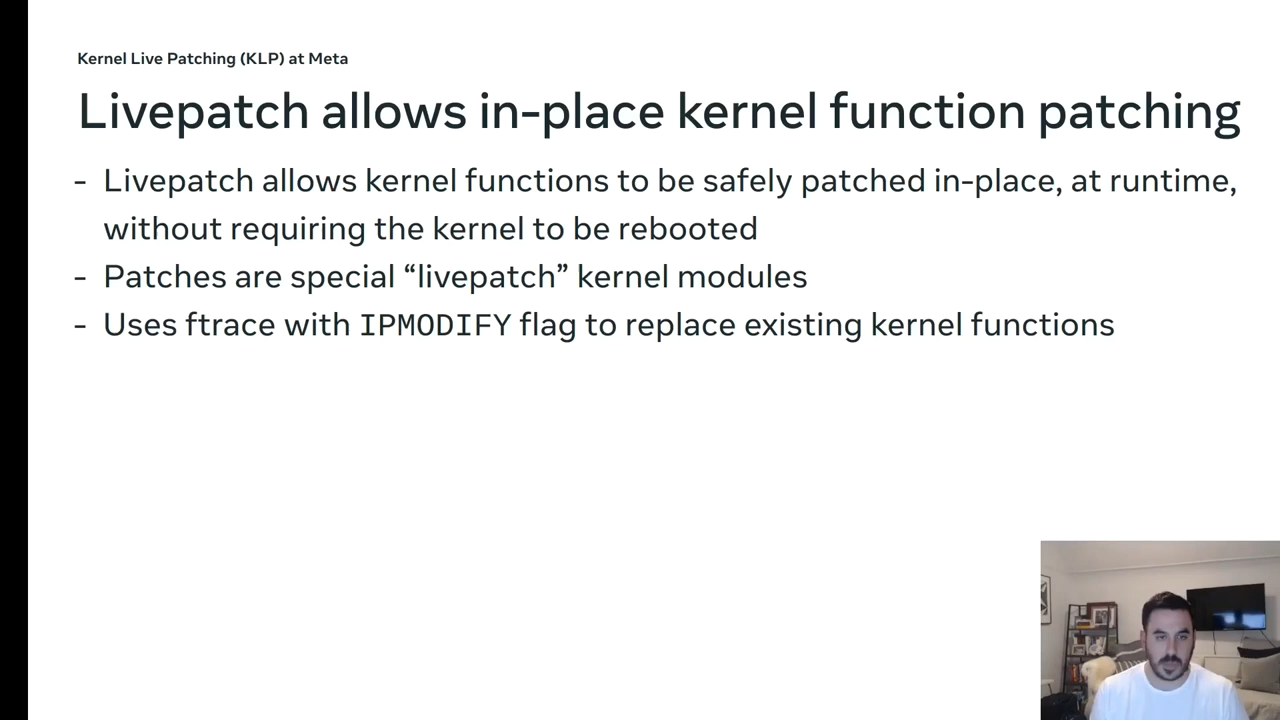 Kernel Live Patching (KLP) at Meta
Livepatch allows in-place kernel function patching
- Livepatch allows kernel functions to be safely patched in-place, at runtime,
without requiring the kernel to be rebooted
- Patches are special “livepatch” kernel modules
- Uses ftrace with IPMODIFY flag to replace existing kernel functions